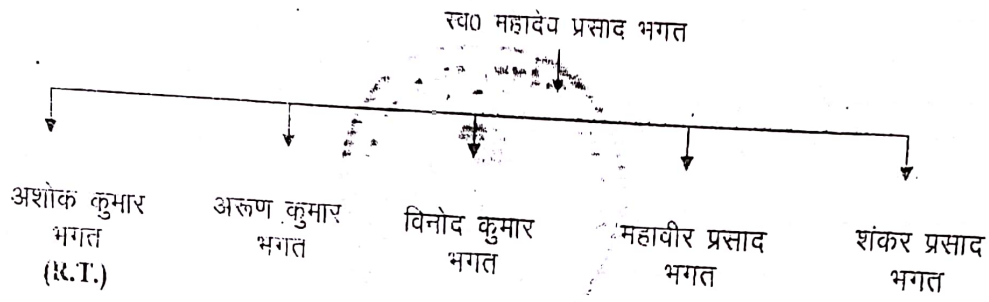 स्व0 महादेव प्रसाद भगत
अशोक कुमार
भगत
(R.T.)
अरूण कुमार
भगत
विनोद कुमार
भगत
महावीर प्रसाद
भगत
शंकर प्रसाद
भगत